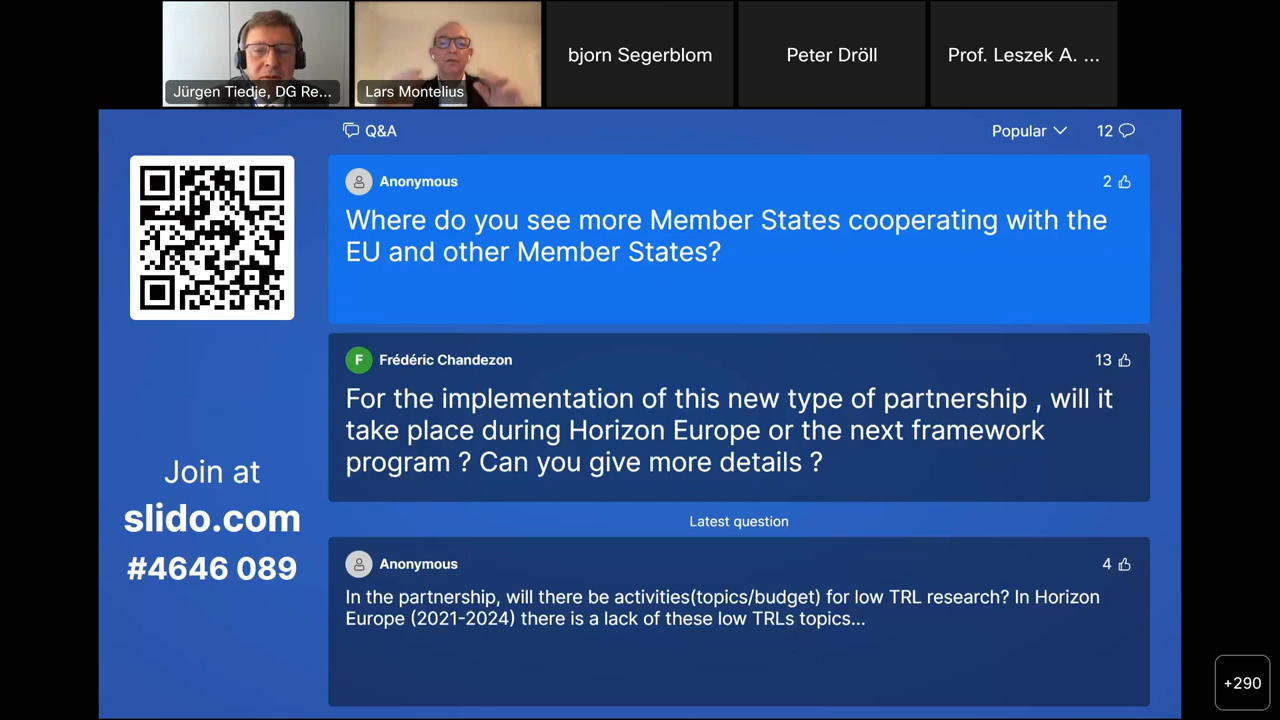 Jürgen Tiedje, DG Re...
Lars Montelius
bjorn Segerblom
Peter Dröll
Prof. Leszek A. ...
Q&A
Popular
12
Anonymous
2
Where do you see more Member States cooperating with the
EU and other Member States?
F
Frédéric Chandezon
13
For the implementation of this new type of partnership , will it
take place during Horizon Europe or the next framework
program ? Can you give more details ?
Join at
slido.com
#4646 089
Latest question
Anonymous
4
In the partnership, will there be activities(topics/budget) for low TRL research? In Horizon
Europe (2021-2024) there is a lack of these low TRLs topics...
+290